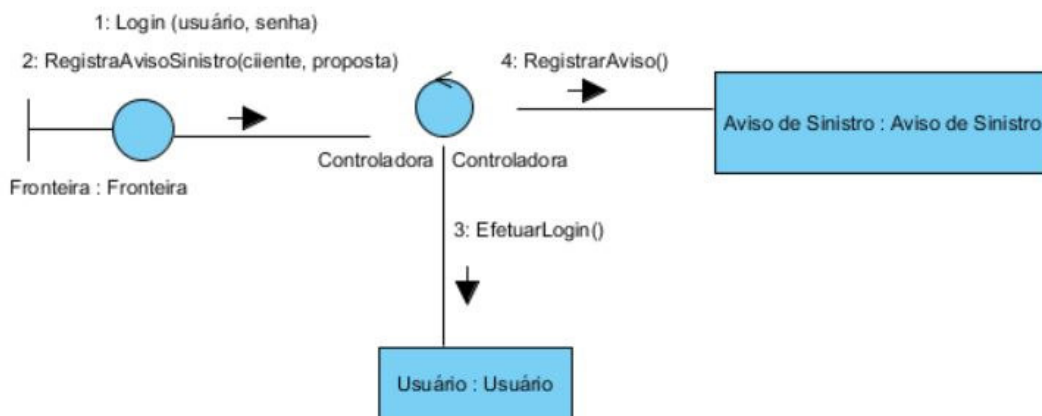 1: Login (usuário, senha)
2: RegistraAvisoSinistro(ciiente, proposta)
4: RegistrarAviso()
Aviso de Sinistro : Aviso de Sinistro
Controladora Controladora
Fronteira : Fronteira
3: EfetuarLogin()
Usuário : Usuário